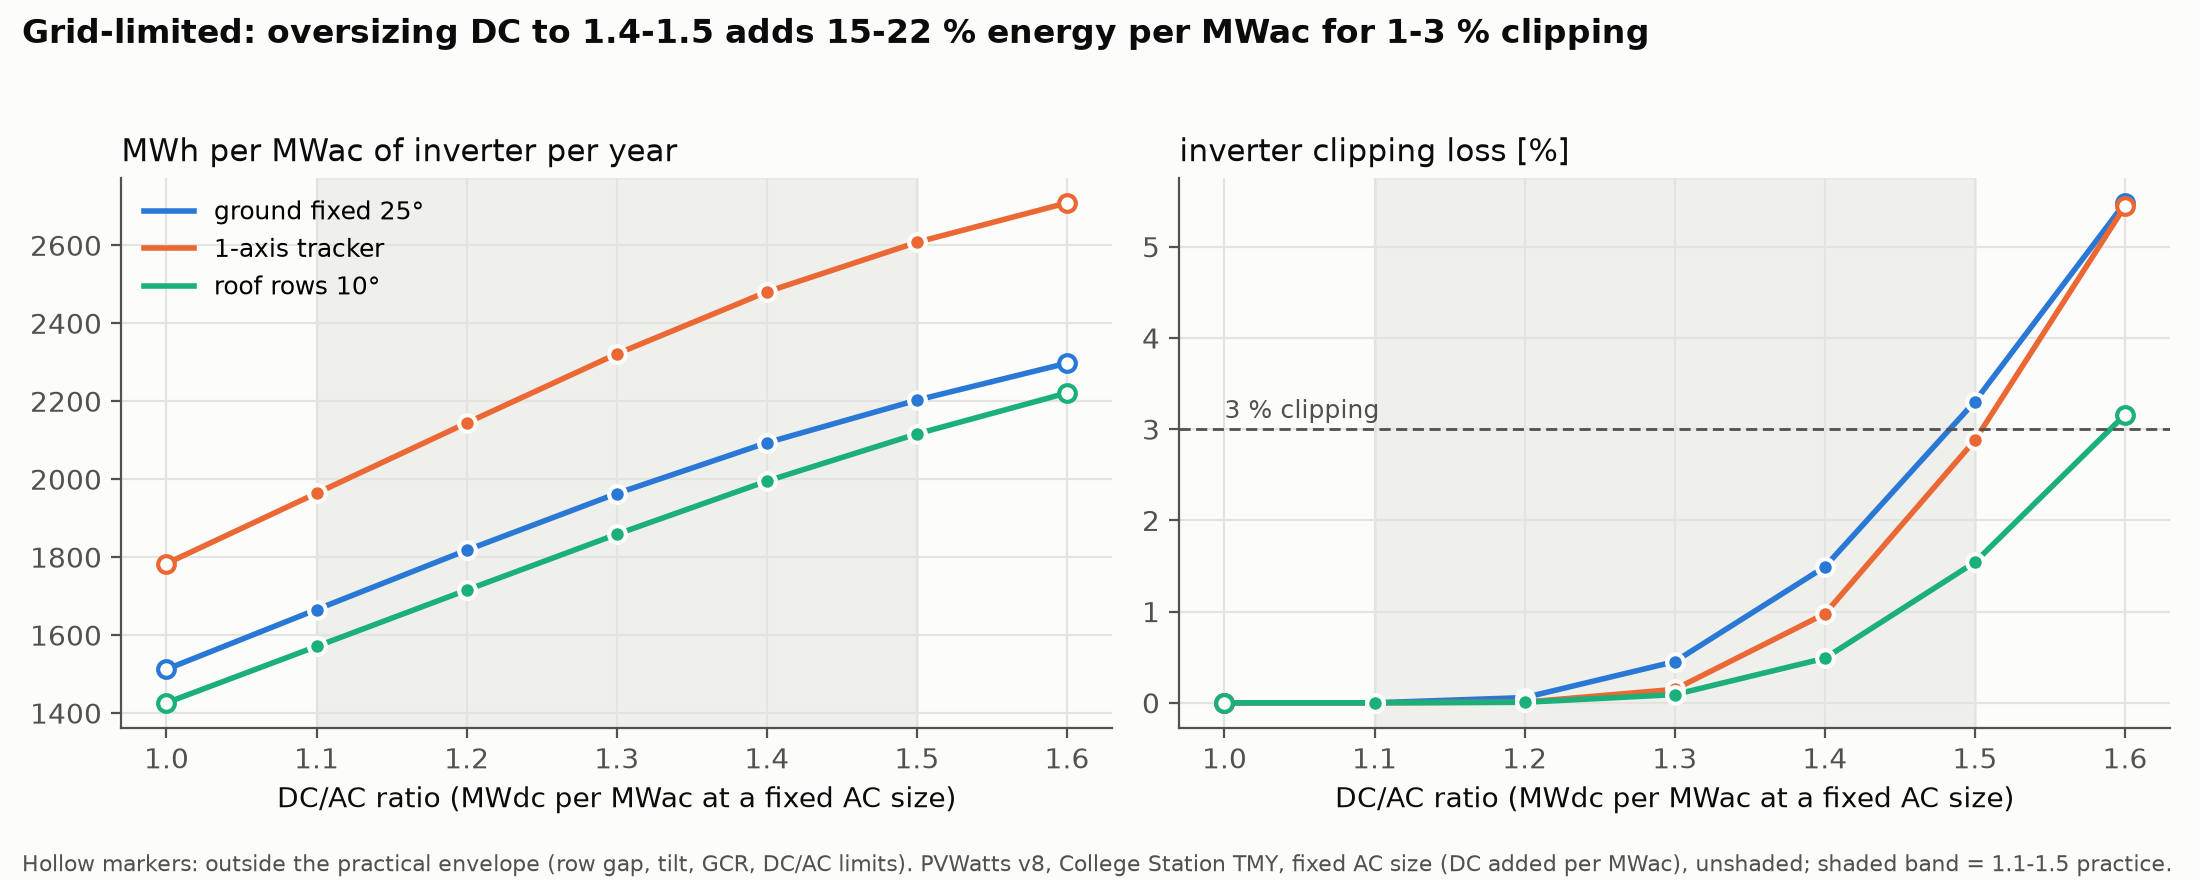 Grid-limited: oversizing DC to 1.4-1.5 adds 15-22 % energy per MWac for 1-3 % clipping
MWh per MWac of inverter per year
ground fixed 25°
1-axis tracker
roof rows 10°
2600
2400
2200
2000
1800
1600
1400
1.0 1.1 1.2 1.3 1.4 1.5 1.6
DC/AC ratio (MWdc per MWac at a fixed AC size)
inverter clipping loss [%]
5
4
3 % clipping
3
2
1
0
1.0 1.1 1.2 1.3 1.4 1.5 1.6
DC/AC ratio (MWdc per MWac at a fixed AC size)
Hollow markers: outside the practical envelope (row gap, tilt, GCR, DC/AC limits). PVWatts v8, College Station TMY, fixed AC size (DC added per MWac), unshaded; shaded band = 1.1-1.5 practice.